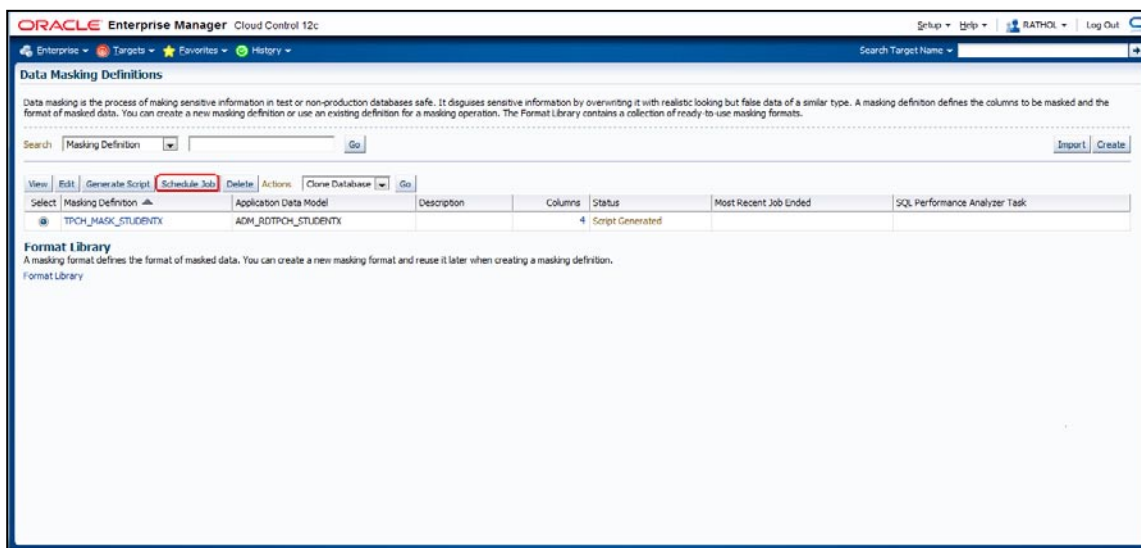 ORACLE Enterprise Manager Cloud Control 12c
Setup Help RATHOL Log Out
Enterprise Targets Favorites History
Search Target Name
Data Masking Definitions
Data masking is the process of making sensitive information in test or non-production databases safe. It disguises sensitive information by overwriting it with realistic looking but false data of a similar type. A masking definition defines the columns to be masked and the
format of masked data. You can create a new masking definition or use an existing definition for a masking operation. The Format Library contains a collection of ready-to-use masking formats.
Search Masking Definition Go Import Create
View Edit Generate Script Schedule Job Delete Actions Clone Database Go
Select Masking Definition Application Data Model Description Columns Status Most Recent Job Ended SQL Performance Analyzer Task
TPCH_MASK_STUDENTX ADM_RDTPCH_STUDENTX 4 Script Generated
Format Library
A masking format defines the format of masked data. You can create a new masking format and reuse it later when creating a masking definition.
Format Library